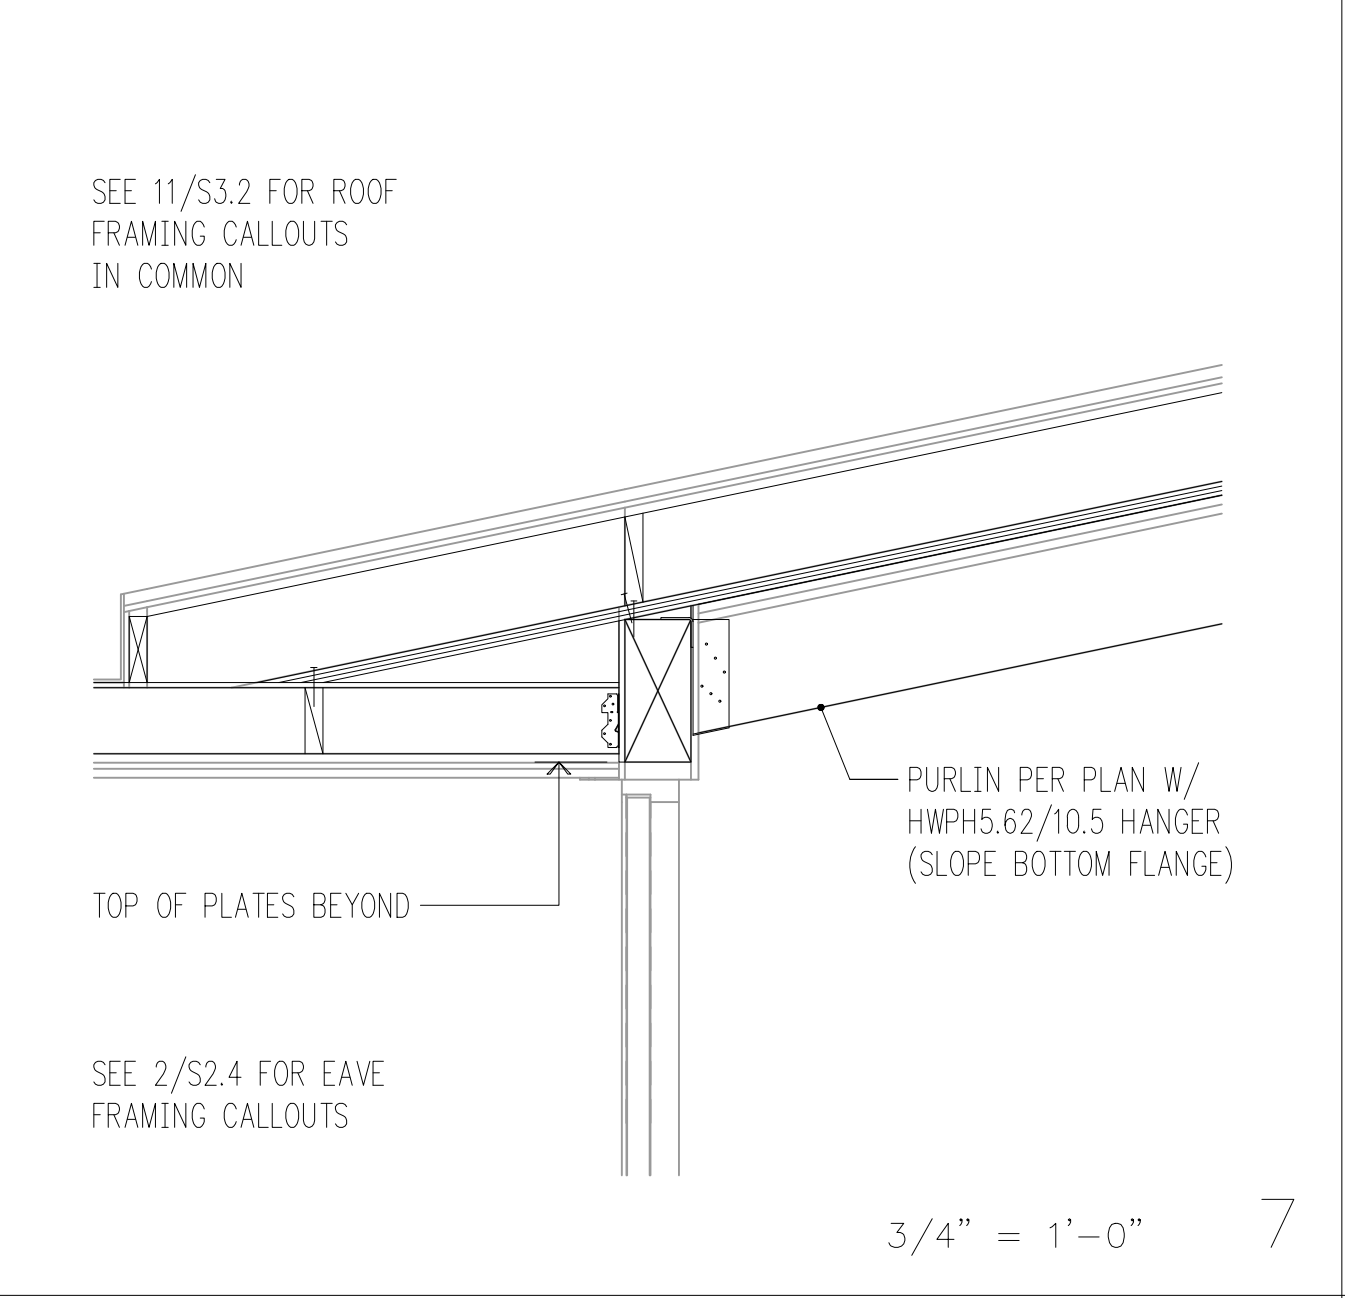 SEE 11/S3.2 FOR ROOF
FRAMING CALLOUTS
IN COMMON
PURLIN PER PLAN W/
HWPH5.62/10.5 HANGER
(SLOPE BOTTOM FLANGE)
TOP OF PLATES BEYOND
SEE 2/S2.4 FOR EAVE
FRAMING CALLOUTS
3/4” = 1’-0”
7